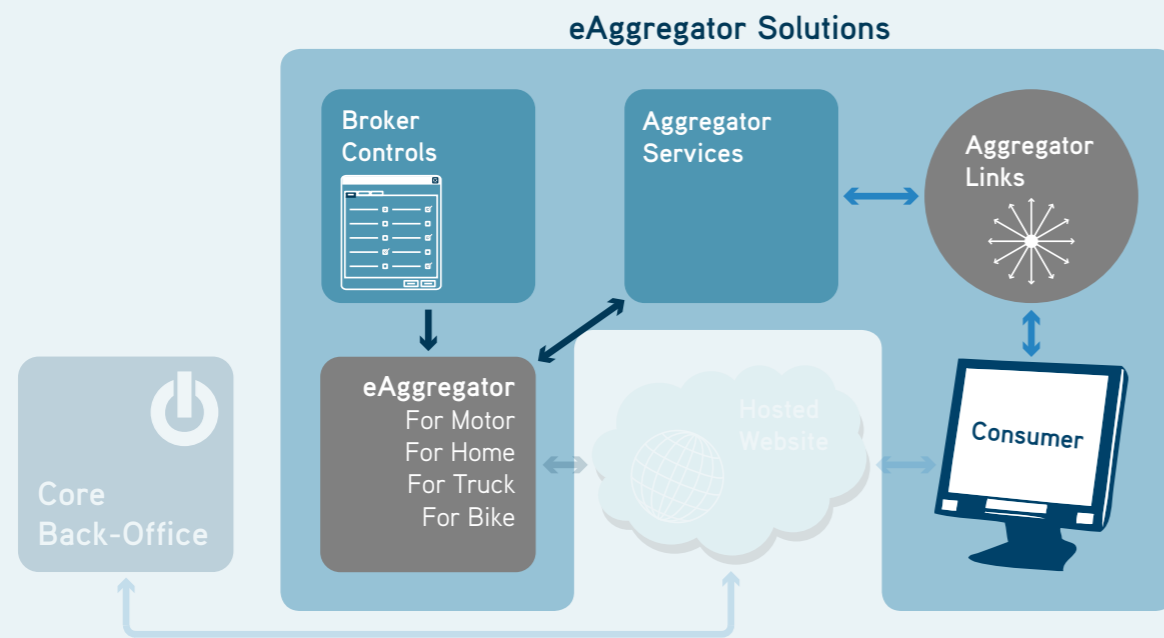 eAggregator Solutions
Broker
Controls
Aggregator
Services
Aggregator
Links
eAggregator
For Motor
For Home
For Truck
For Bike
Hosted
Website
Consumer
Core
Back-Office